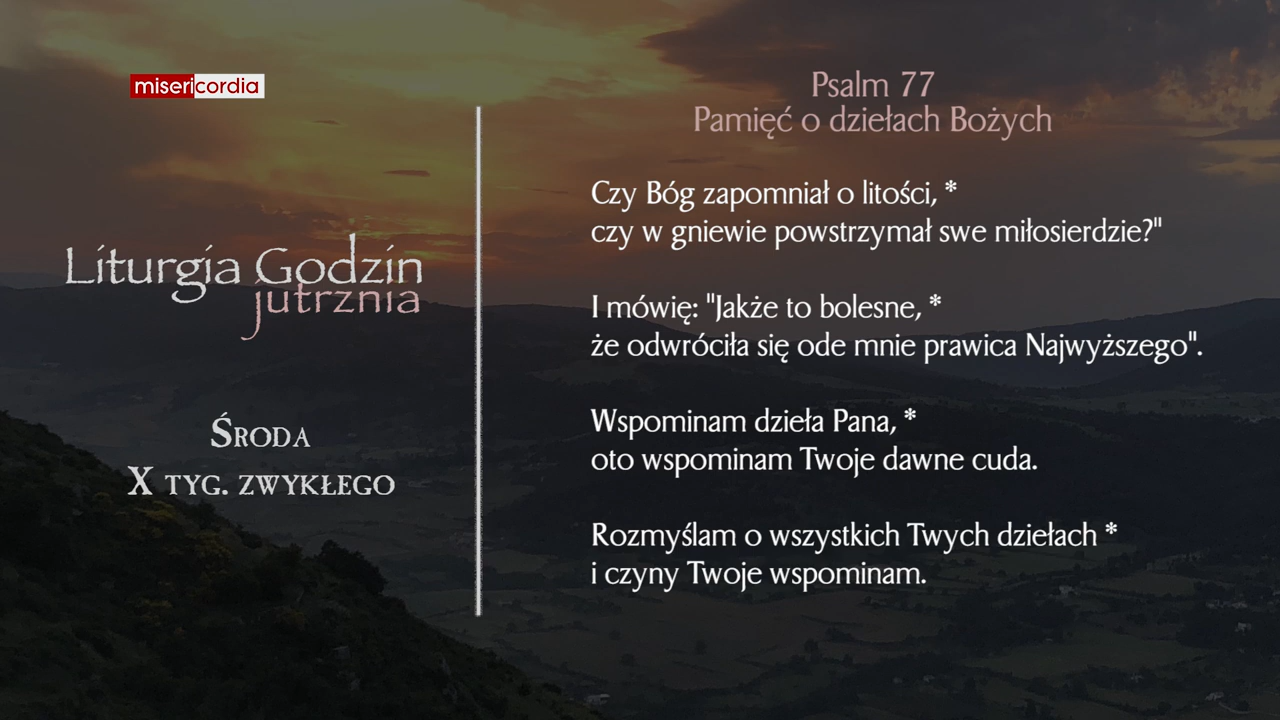 misericordia
Liturgia Godzin
jutrznia
Środa
X tyg. zwykłego
Psalm 77
Pamięć o dziełach Bożych
Czy Bóg zapomniał o litości, *
czy w gniewie powstrzymał swe miłosierdzie?"
I mówię: "Jakże to bolesne, *
że odwróciła się ode mnie prawica Najwyższego".
Wspominam dzieła Pana, *
oto wspominam Twoje dawne cuda.
Rozmyślam o wszystkich Twych dziełach *
i czyny Twoje wspominam.